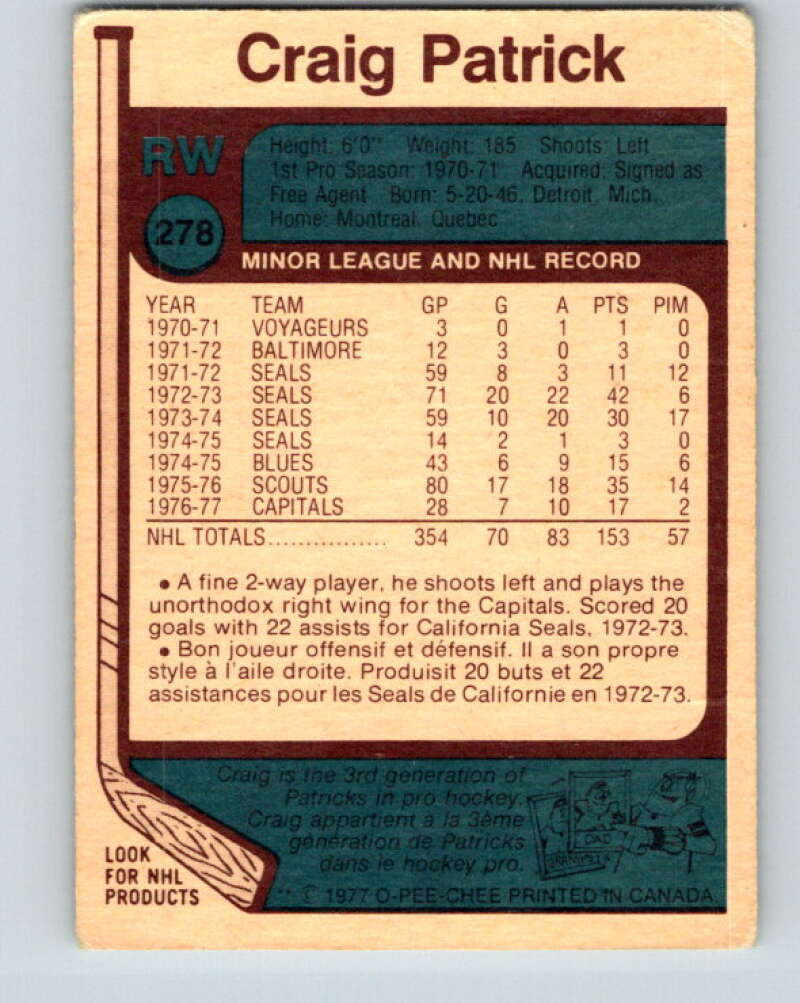 Craig Patrick
RW
Height: 6'0" Weight: 185 Shoots: Left
1st Pro Season: 1970-71 Acquired: Signed as
Free Agent Born: 5-20-46, Detroit, Mich.
Home: Montreal, Quebec
278
MINOR LEAGUE AND NHL RECORD
YEAR TEAM GP G A PTS PIM
1970-71 VOYAGEURS 3 0 1 1 0
1971-72 BALTIMORE 12 3 0 3 0
1971-72 SEALS 59 8 3 11 12
1972-73 SEALS 71 20 22 42 6
1973-74 SEALS 59 10 20 30 17
1974-75 SEALS 14 2 1 3 0
1974-75 BLUES 43 6 9 15 6
1975-76 SCOUTS 80 17 18 35 14
1976-77 CAPITALS 28 7 10 17 2
NHL TOTALS................ 354 70 83 153 57
• A fine 2-way player, he shoots left and plays the
unorthodox right wing for the Capitals. Scored 20
goals with 22 assists for California Seals, 1972-73.
• Bon joueur offensif et défensif. Il a son propre
style à l'aile droite. Produisit 20 buts et 22
assistances pour les Seals de Californie en 1972-73.
Craig is the 3rd generation of
Patricks in pro hockey.
Craig appartient à la 3ème
génération de Patricks
dans le hockey pro.
DAD
LOOK
FOR NHL
PRODUCTS
** © 1977 O-PEE-CHEE PRINTED IN CANADA